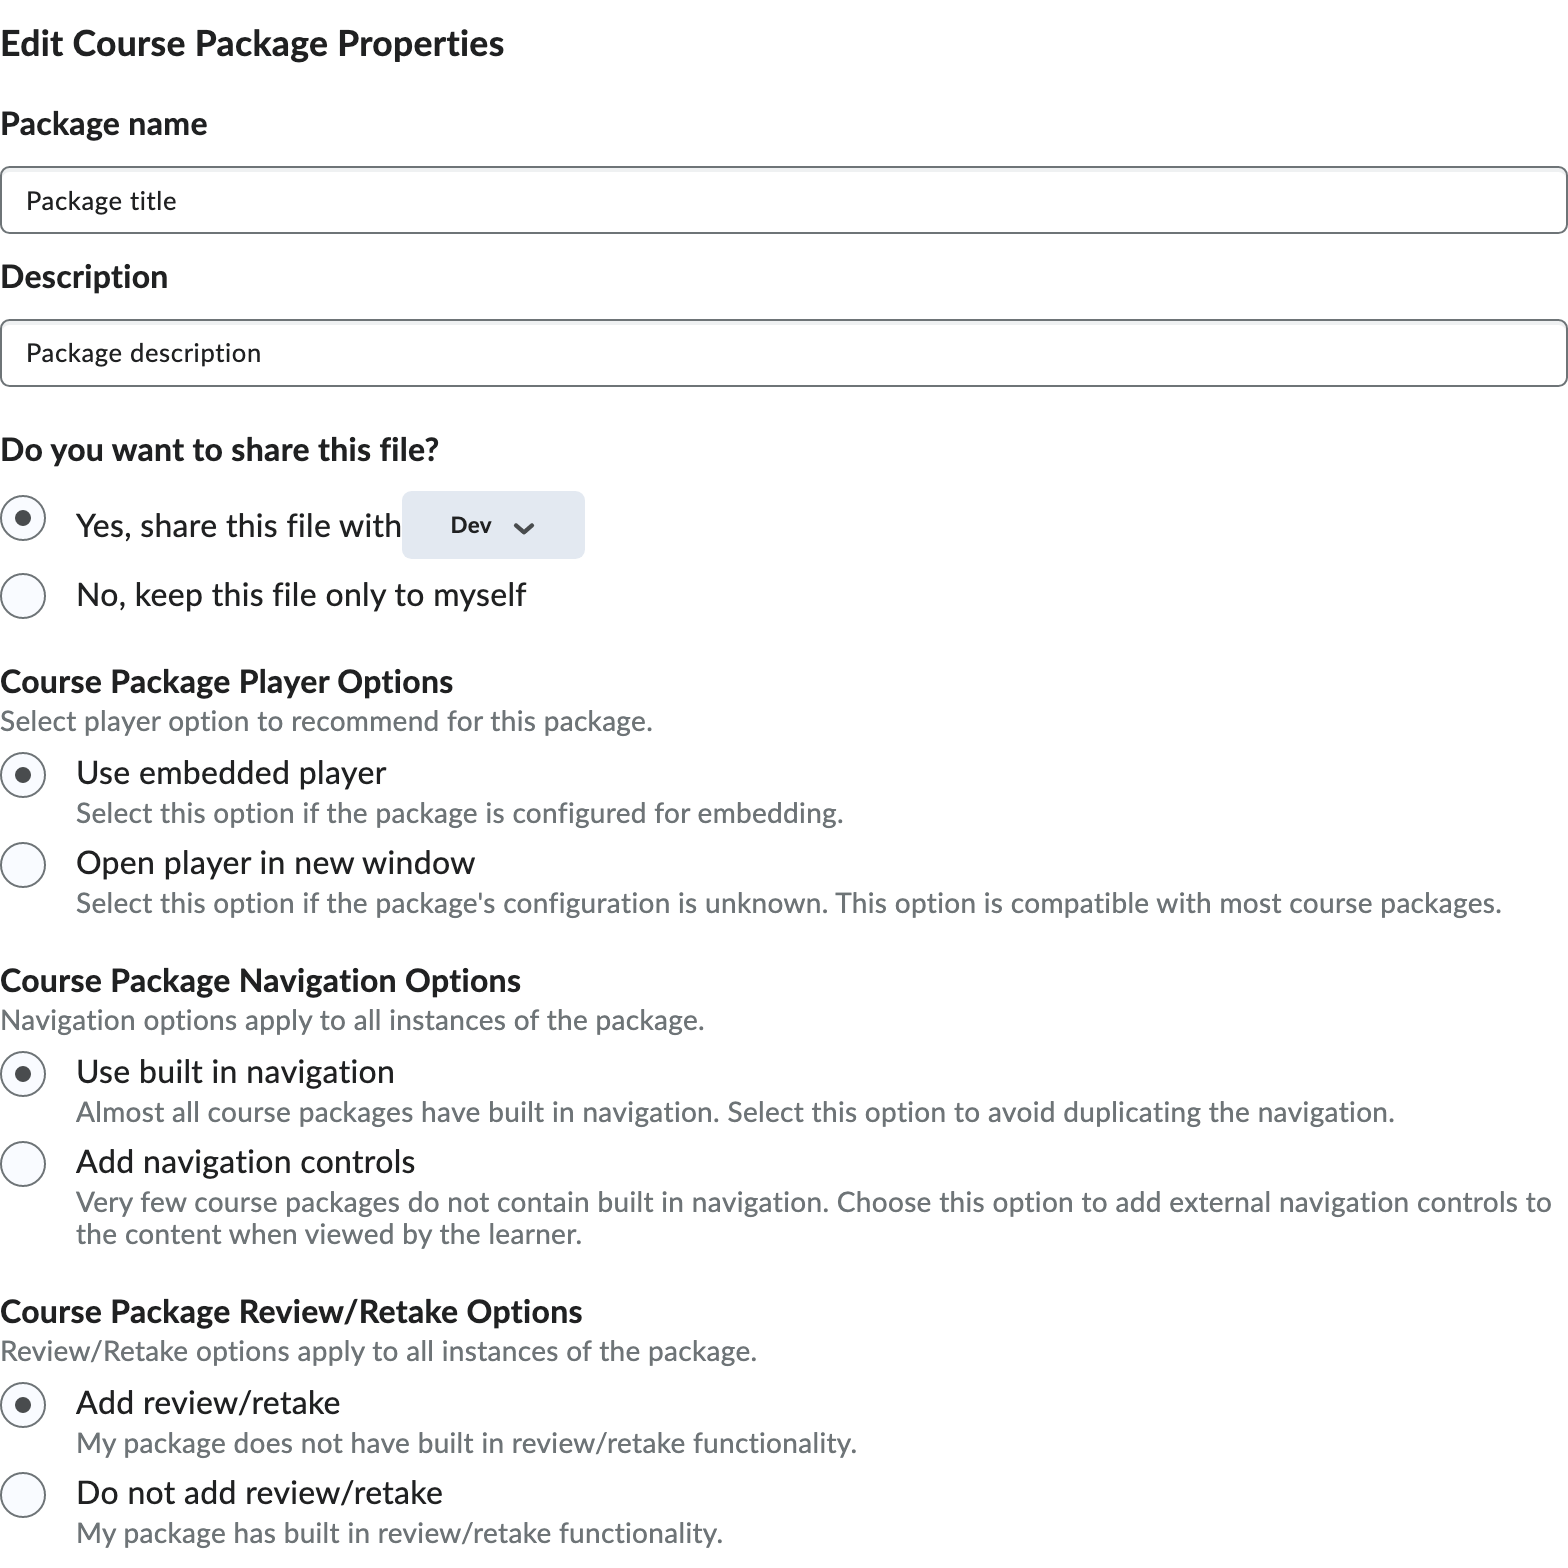 Edit Course Package Properties
Package name
Package title
Description
Package description
Do you want to share this file?
Yes, share this file with Dev
No, keep this file only to myself
Course Package Player Options
Select player option to recommend for this package.
Use embedded player
Select this option if the package is configured for embedding.
Open player in new window
Select this option if the package's configuration is unknown. This option is compatible with most course packages.
Course Package Navigation Options
Navigation options apply to all instances of the package.
Use built in navigation
Almost all course packages have built in navigation. Select this option to avoid duplicating the navigation.
Add navigation controls
Very few course packages do not contain built in navigation. Choose this option to add external navigation controls to
the content when viewed by the learner.
Course Package Review/Retake Options
Review/Retake options apply to all instances of the package.
Add review/retake
My package does not have built in review/retake functionality.
Do not add review/retake
My package has built in review/retake functionality.